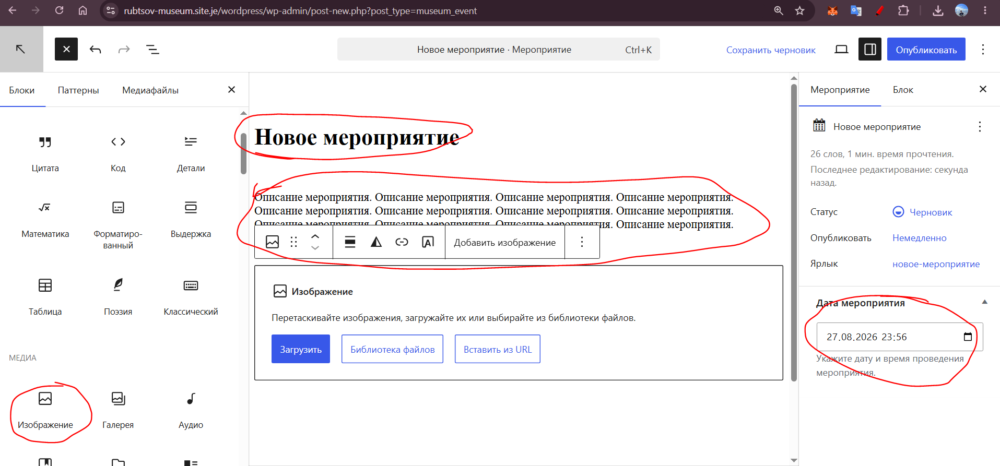 rubtsov-museum.site.je/wordpress/wp-admin/post-new.php?post_type=museum_event
Новое мероприятие · Мероприятие
Ctrl+K
Сохранить черновик
Опубликовать
Блоки
Паттерны
Медиафайлы
Цитата
Код
Детали
Математика
Форматиро-
ванный
Выдержка
Таблица
Поэзия
Классический
МЕДИА
Изображение
Галерея
Аудио
Новое мероприятие
Описание мероприятия. Описание мероприятия. Описание мероприятия. Описание мероприятия.
Описание мероприятия. Описание мероприятия. Описание мероприятия. Описание мероприятия.
Описание мероприятия. Описание мероприятия. Описание мероприятия. Описание мероприятия.
Добавить изображение
Изображение
Перетаскивайте изображения, загружайте их или выбирайте из библиотеки файлов.
Загрузить
Библиотека файлов
Вставить из URL
Мероприятие
Блок
Новое мероприятие
26 слов, 1 мин. время прочтения.
Последнее редактирование: секунда
назад.
Статус
Черновик
Опубликовать
Немедленно
Ярлык
новое-мероприятие
Дата мероприятия
27.08.2026 23:56
Укажите дату и время проведения
мероприятия.